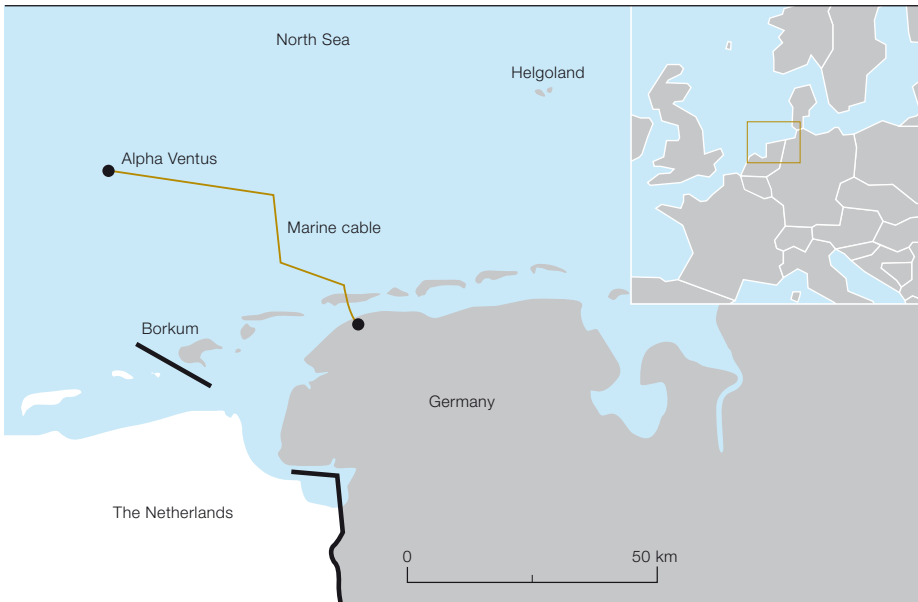 North Sea
Helgoland
Alpha Ventus
Marine cable
Borkum
Germany
The Netherlands
0
50 km